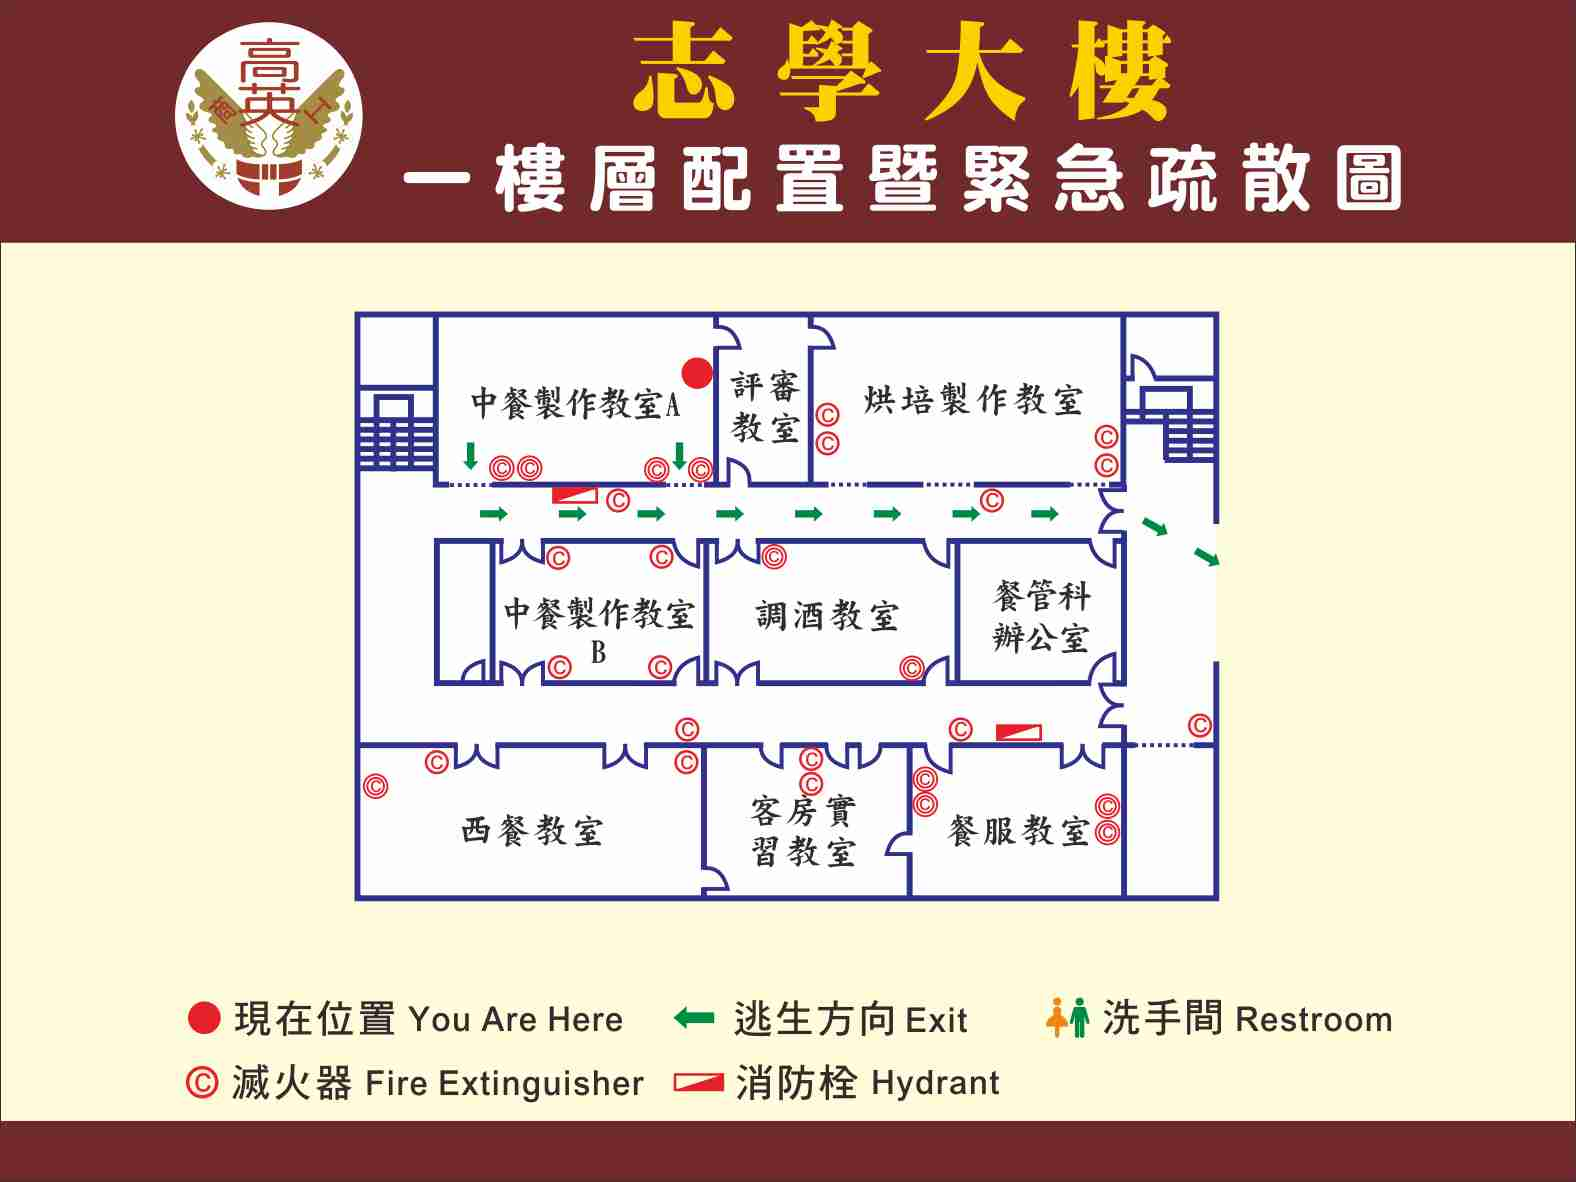 高英
商工
志學大樓
一樓層配置暨緊急疏散圖
中餐製作教室A
評審
教室
烘培製作教室
中餐製作教室
B
調酒教室
餐管科
辦公室
西餐教室
客房實
習教室
餐服教室
現在位置 You Are Here
逃生方向 Exit
洗手間 Restroom
滅火器 Fire Extinguisher
消防栓 Hydrant